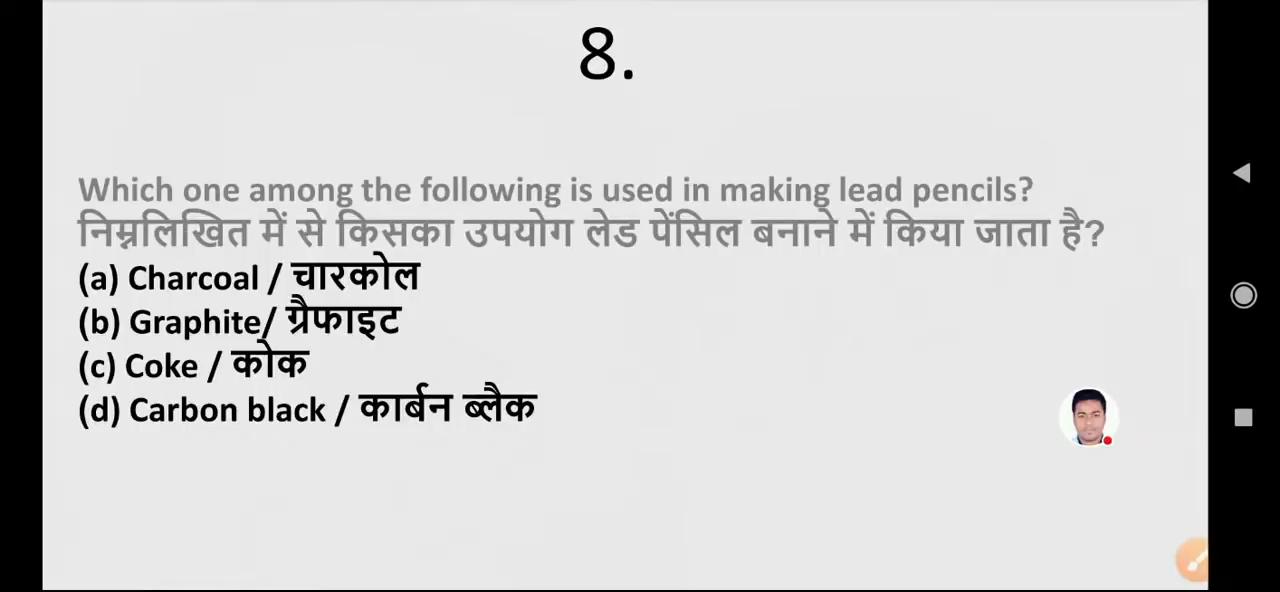 8.
Which one among the following is used in making lead pencils?
निम्नलिखित में से किसका उपयोग लेड पेंसिल बनाने में किया जाता है?
(a) Charcoal / चारकोल
(b) Graphite/ ग्रैफाइट
(c) Coke / कोक
(d) Carbon black / कार्बन ब्लैक